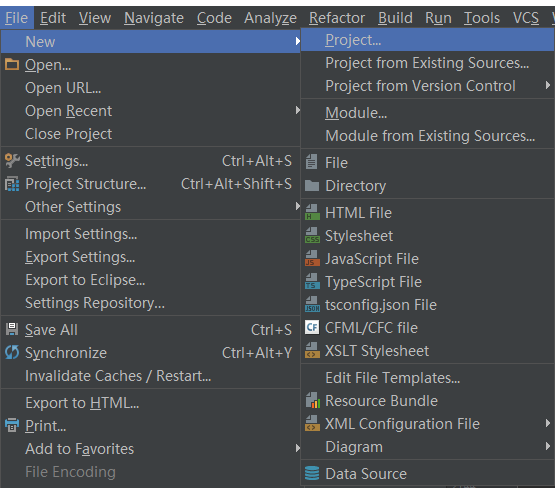 File Edit View Navigate Code Analyze Refactor Build Run Tools VCS
New
Open...
Open URL...
Open Recent
Close Project
Settings... Ctrl+Alt+S
Project Structure... Ctrl+Alt+Shift+S
Other Settings
Import Settings...
Export Settings...
Export to Eclipse...
Settings Repository...
Save All Ctrl+S
Synchronize Ctrl+Alt+Y
Invalidate Caches / Restart...
Export to HTML...
Print...
Add to Favorites
File Encoding
Project...
Project from Existing Sources...
Project from Version Control
Module...
Module from Existing Sources...
File
Directory
HTML File
Stylesheet
JavaScript File
TypeScript File
tsconfig.json File
CFML/CFC file
XSLT Stylesheet
Edit File Templates...
Resource Bundle
XML Configuration File
Diagram
Data Source